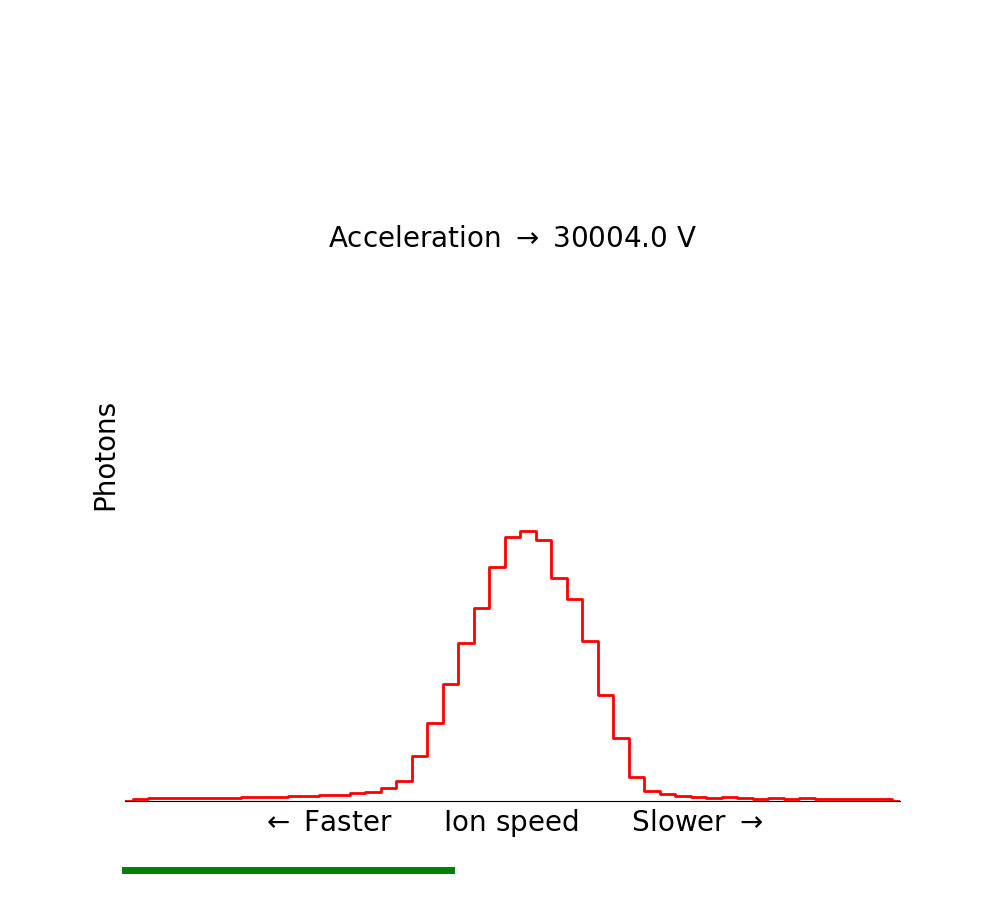 Acceleration → 30004.0 V
Photons
← Faster Ion speed Slower →